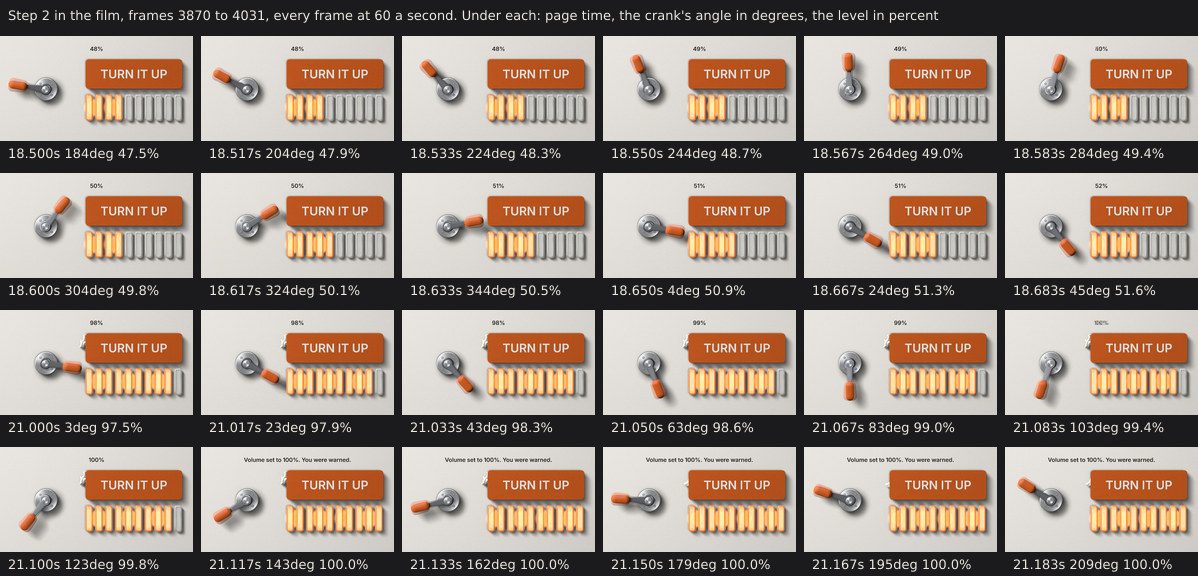 Step 2 in the film, frames 3870 to 4031, every frame at 60 a second. Under each: page time, the crank's angle in degrees, the level in percent
48% 48% 48% 49% 49% 49%
TURN IT UP TURN IT UP TURN IT UP TURN IT UP TURN IT UP TURN IT UP
18.500s 184deg 47.5% 18.517s 204deg 47.9% 18.533s 224deg 48.3% 18.550s 244deg 48.7% 18.567s 264deg 49.0% 18.583s 284deg 49.4%
50% 50% 51% 51% 51% 52%
TURN IT UP TURN IT UP TURN IT UP TURN IT UP TURN IT UP TURN IT UP
18.600s 304deg 49.8% 18.617s 324deg 50.1% 18.633s 344deg 50.5% 18.650s 4deg 50.9% 18.667s 24deg 51.3% 18.683s 45deg 51.6%
98% 98% 98% 99% 99%
TURN IT UP TURN IT UP TURN IT UP TURN IT UP TURN IT UP TURN IT UP
21.000s 3deg 97.5% 21.017s 23deg 97.9% 21.033s 43deg 98.3% 21.050s 63deg 98.6% 21.067s 83deg 99.0% 21.083s 103deg 99.4%
100% Volume set to 100%. You were warned. Volume set to 100%. You were warned. Volume set to 100%. You were warned. Volume set to 100%. You were warned. Volume set to 100%. You were warned.
TURN IT UP TURN IT UP TURN IT UP TURN IT UP TURN IT UP TURN IT UP
21.100s 123deg 99.8% 21.117s 143deg 100.0% 21.133s 162deg 100.0% 21.150s 179deg 100.0% 21.167s 195deg 100.0% 21.183s 209deg 100.0%